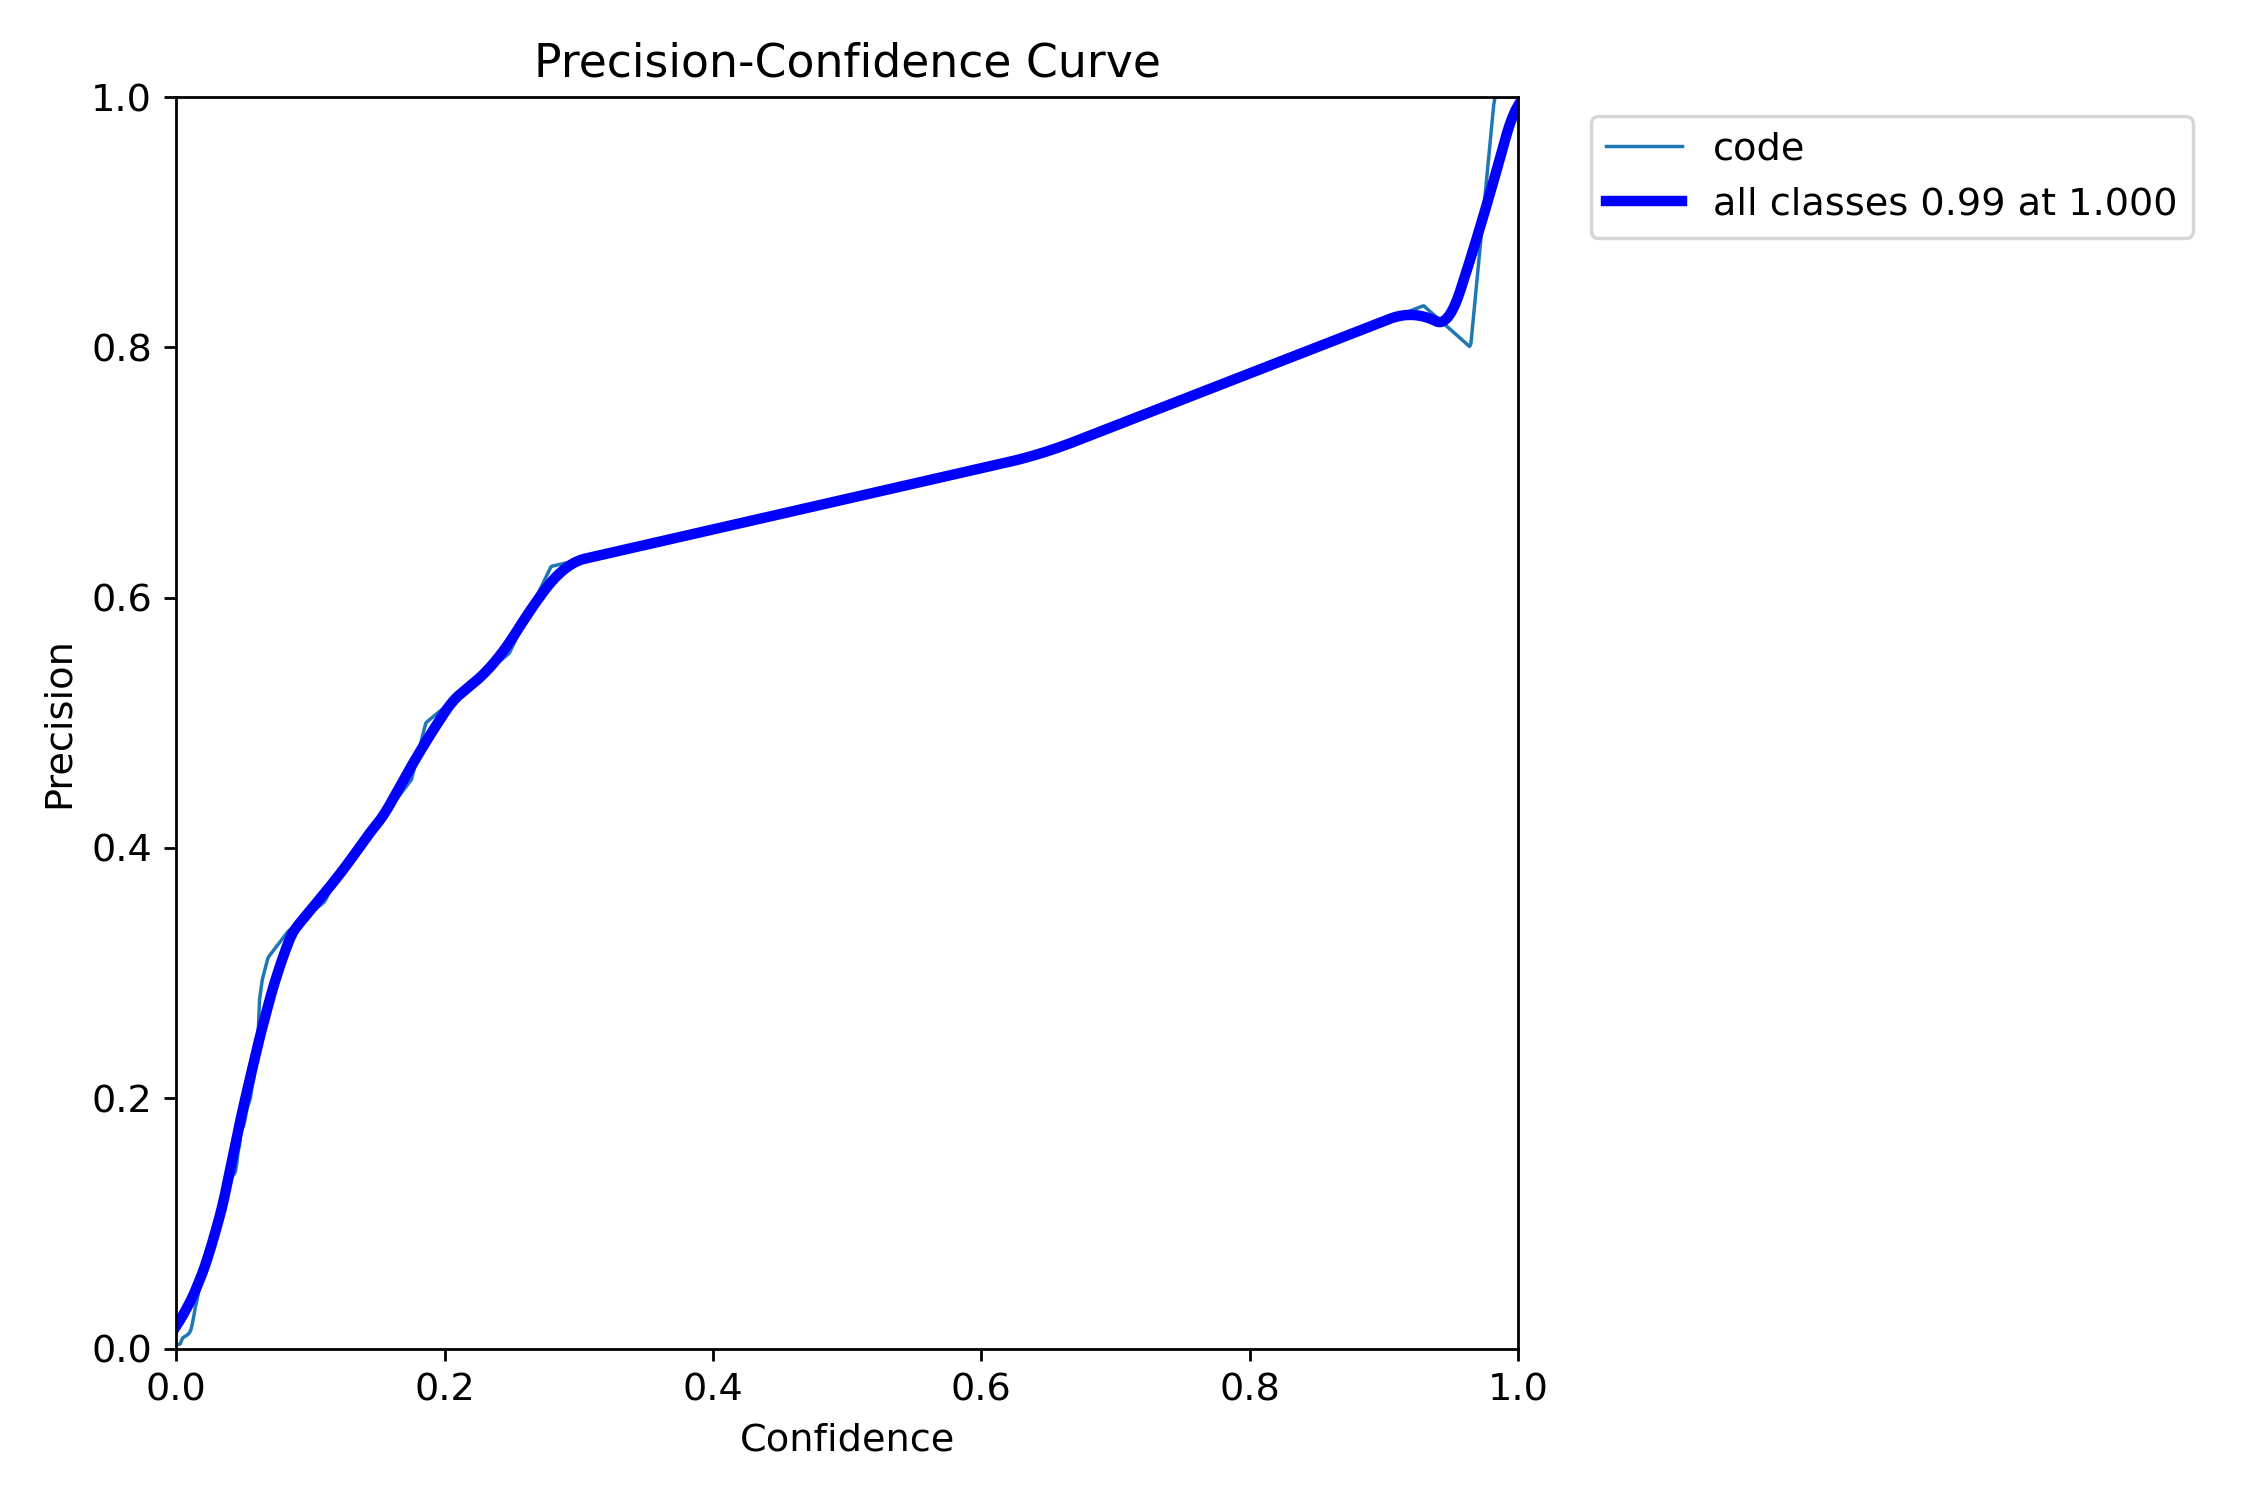 Precision-Confidence Curve
1.0
0.8
0.6
0.4
0.2
0.0
Precision
0.0 0.2 0.4 0.6 0.8 1.0
Confidence
code
all classes 0.99 at 1.000